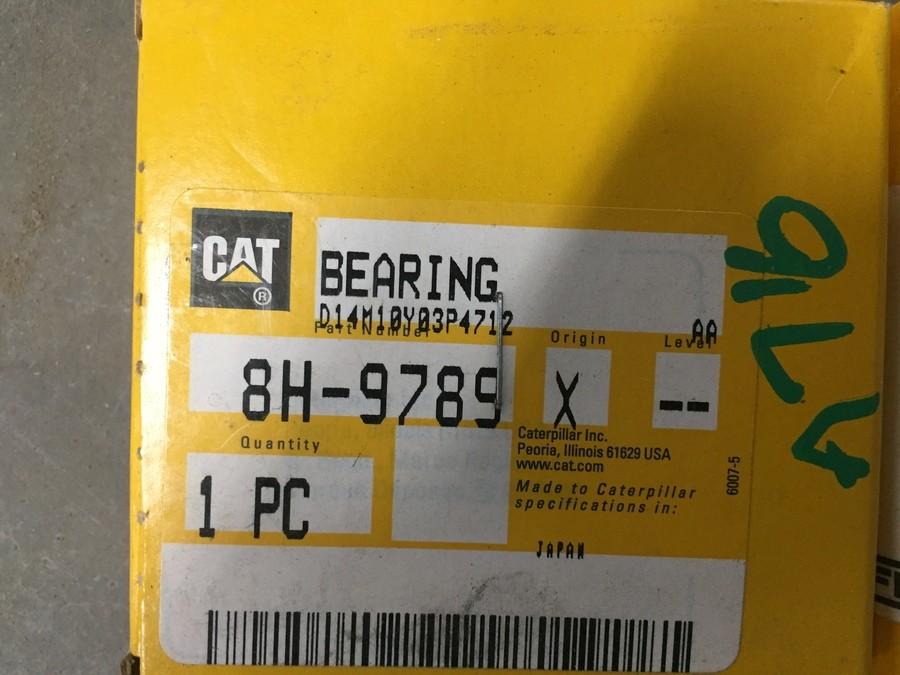 CAT
®
BEARING
D14M10Y03P4712
AA
Part Number
Origin
Level
8H-9789
X
--
Quantity
1 PC
Caterpillar Inc.
Peoria, Illinois 61629 USA
www.cat.com
Made to Caterpillar
specifications in:
JAPAN
6007-5